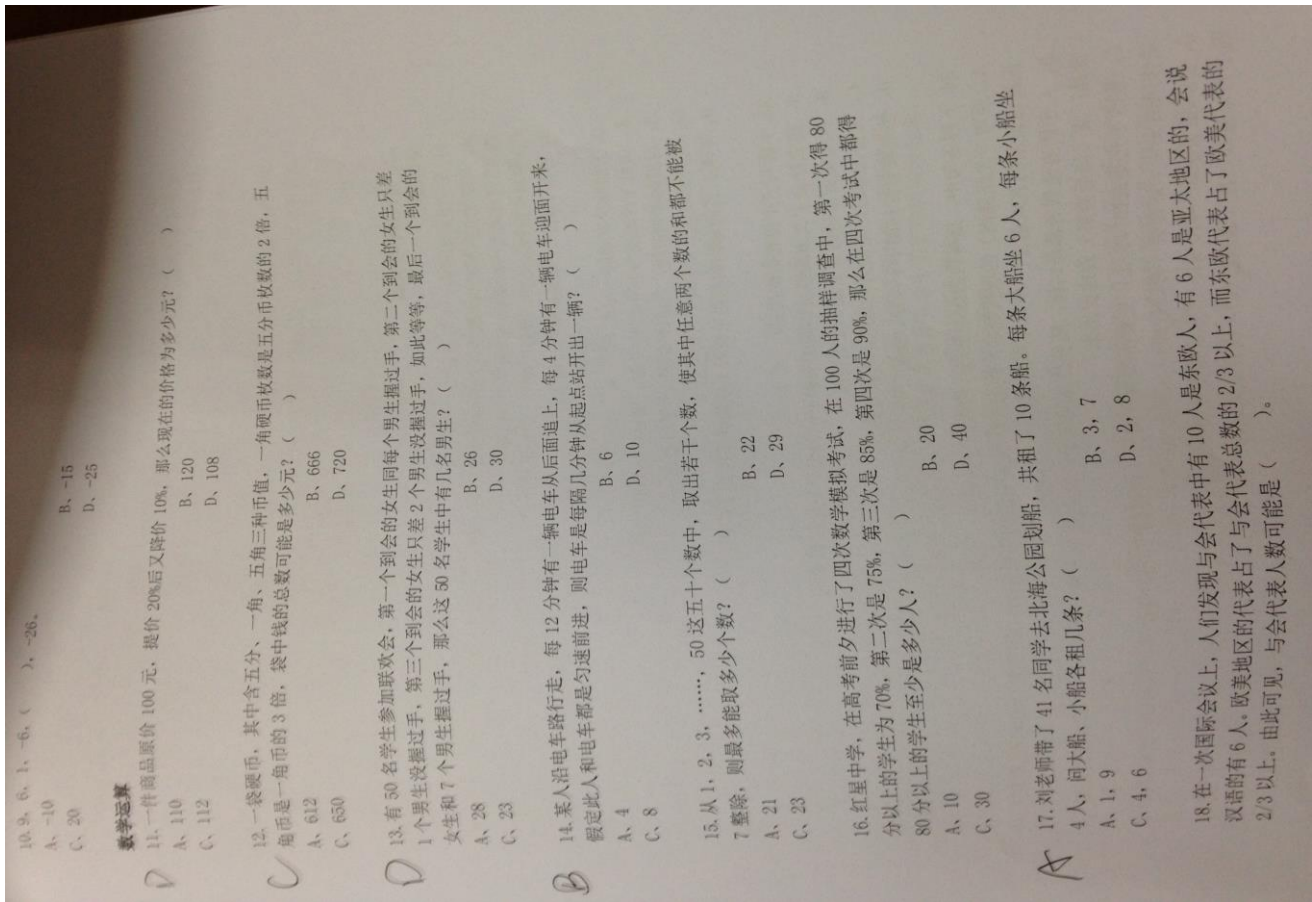 10. 9, 6, 1, -6, (    ), -26。
A、-10    B、-15
C、20    D、-25
数学运算
D 11. 一件商品原价 100 元, 提价 20%后又降价 10%, 那么现在的价格为多少元? (    )
A、110    B、120
C、112    D、108
12. 一袋硬币, 其中含五分、一角、五角三种币值, 一角硬币枚数是五分币枚数的 2 倍, 五
C 角币是一角币的 3 倍, 袋中钱的总数可能是多少元? (    )
A、612    B、666
C、650    D、720
D 13. 有 50 名学生参加联欢会, 第一个到会的女生同每个男生握过手, 第二个到会的女生只差
1 个男生没握过手, 第三个到会的女生只差 2 个男生没握过手, 如此等等, 最后一个到会的
女生和 7 个男生握过手, 那么这 50 名学生中有几名男生? (    )
A、28    B、26
C、23    D、30
14. 某人沿电车路行走, 每 12 分钟有一辆电车从后面追上, 每 4 分钟有一辆电车迎面开来,
B 假定此人和电车都是匀速前进, 则电车是每隔几分钟从起点站开出一辆? (    )
A、4    B、6
C、8    D、10
15. 从 1, 2, 3, ……, 50 这五十个数中, 取出若干个数, 使其中任意两个数的和都不能被
7 整除, 则最多能取多少个数? (    )
A、21    B、22
C、23    D、29
16. 红星中学, 在高考前夕进行了四次数学模拟考试, 在 100 人的抽样调查中, 第一次得 80
分以上的学生为 70%, 第二次是 75%, 第三次是 85%, 第四次是 90%, 那么在四次考试中都得
80 分以上的学生至少是多少人? (    )
A、10    B、20
C、30    D、40
17. 刘老师带了 41 名同学去北海公园划船, 共租了 10 条船。每条大船坐 6 人, 每条小船坐
A 4 人, 问大船、小船各租几条? (    )
A、1, 9    B、3, 7
C、4, 6    D、2, 8
18. 在一次国际会议上, 人们发现与会代表中有 10 人是东欧人, 有 6 人是亚太地区的, 会说
汉语的有 6 人。欧美地区的代表占了与会代表总数的 2/3 以上, 而东欧代表占了欧美代表的
2/3 以上。由此可见, 与会代表人数可能是 (    )。